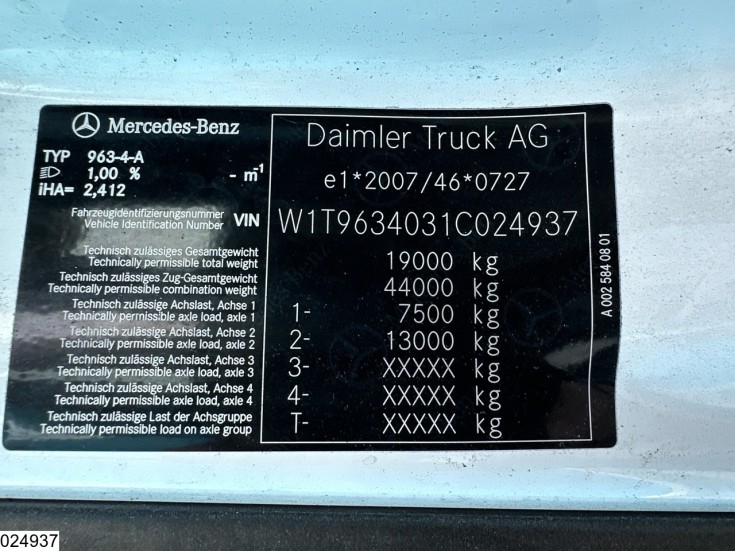 Mercedes-Benz
Daimler Truck AG
TYP 963-4-A
1,00 % - m⁻¹
iHA= 2,412
e1*2007/46*0727
Fahrzeugidentifizierungsnummer
Vehicle Identification Number VIN W1T9634031C024937
Technisch zulässiges Gesamtgewicht
Technically permissible total weight 19000 kg
Technisch zulässiges Zug-Gesamtgewicht
Technically permissible combination weight 44000 kg
Technisch zulässige Achslast, Achse 1
Technically permissible axle load, axle 1 1- 7500 kg
Technisch zulässige Achslast, Achse 2
Technically permissible axle load, axle 2 2- 13000 kg
Technisch zulässige Achslast, Achse 3
Technically permissible axle load, axle 3 3- XXXXX kg
Technisch zulässige Achslast, Achse 4
Technically permissible axle load, axle 4 4- XXXXX kg
Technisch zulässige Last der Achsgruppe
Technically permissible load on axle group T- XXXXX kg
A 002 584 08 01
024937